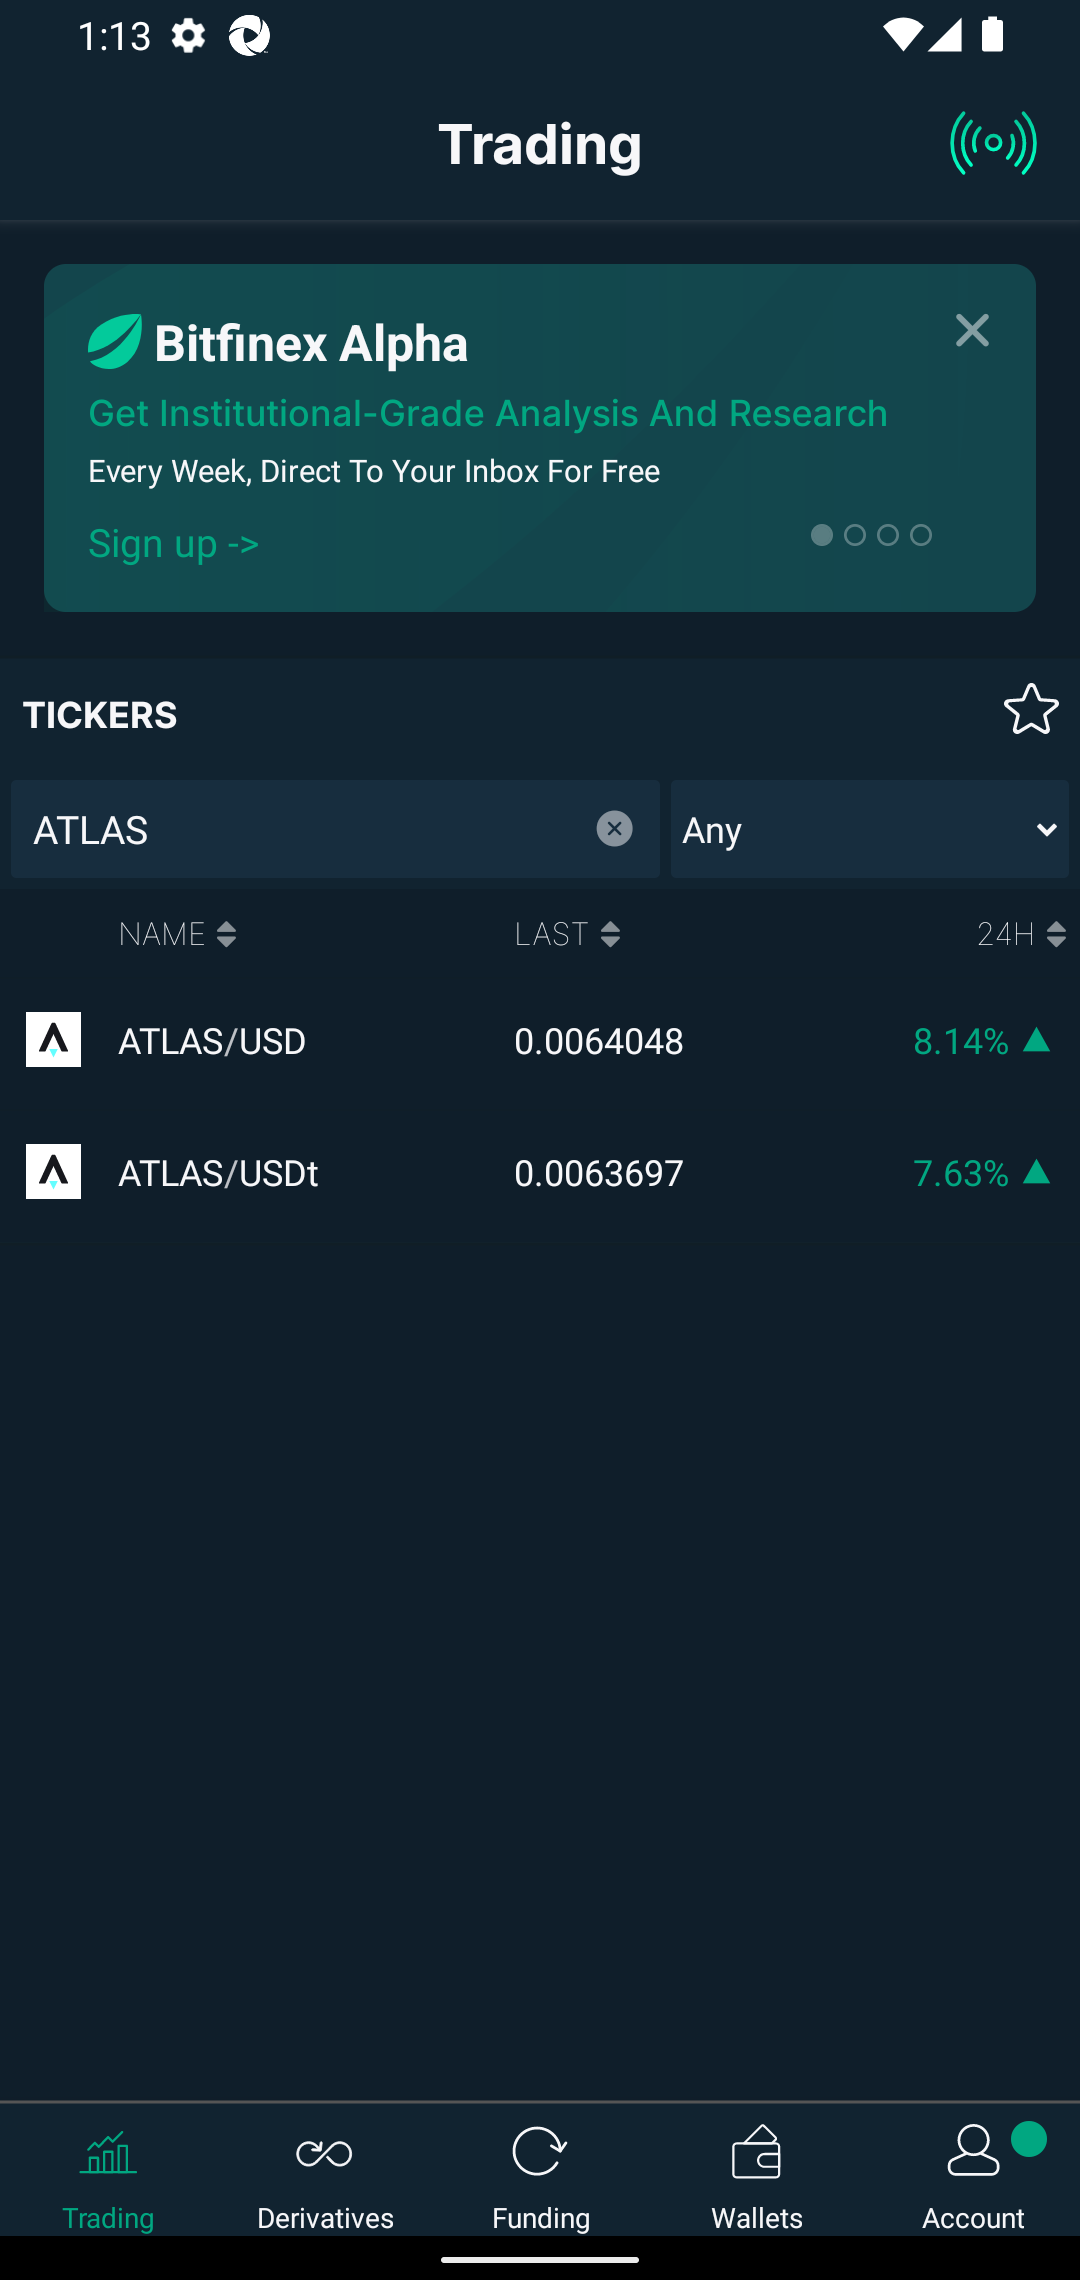 1:13
Trading
Bitfinex Alpha
Get Institutional-Grade Analysis And Research
Every Week, Direct To Your Inbox For Free
Sign up ->
TICKERS
ATLAS
Any
NAME LAST 24H
ATLAS/USD 0.0064048 8.14%
ATLAS/USDt 0.0063697 7.63%
Trading Derivatives Funding Wallets Account